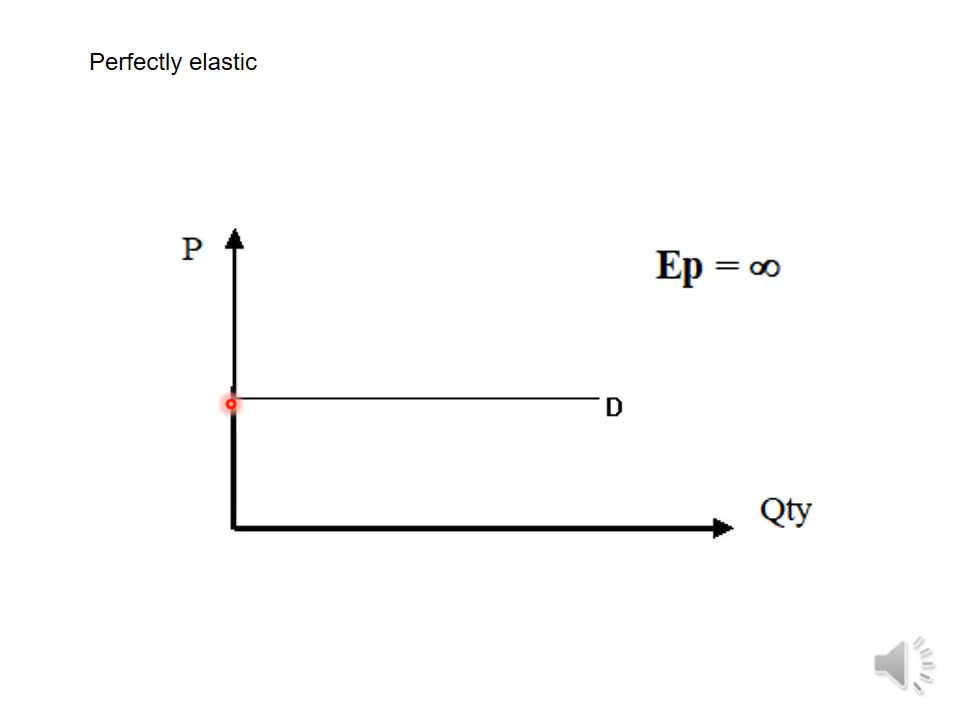 Perfectly elastic
P
Ep = ∞
D
Qty